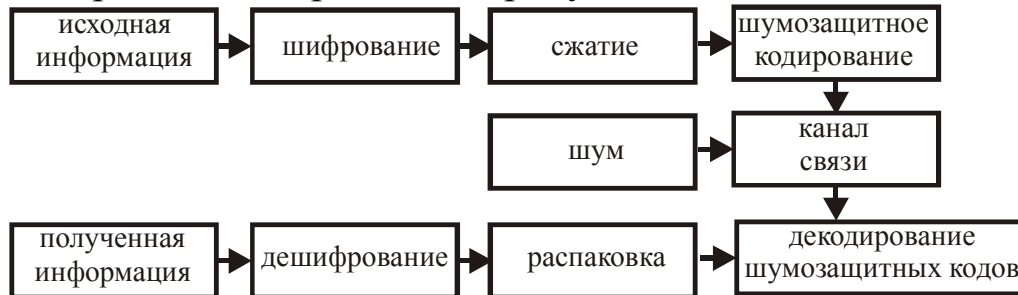 исходная
информация
шифрование
сжатие
шумозащитное
кодирование
шум
канал
связи
полученная
информация
дешифрование
распаковка
декодирование
шумозащитных кодов